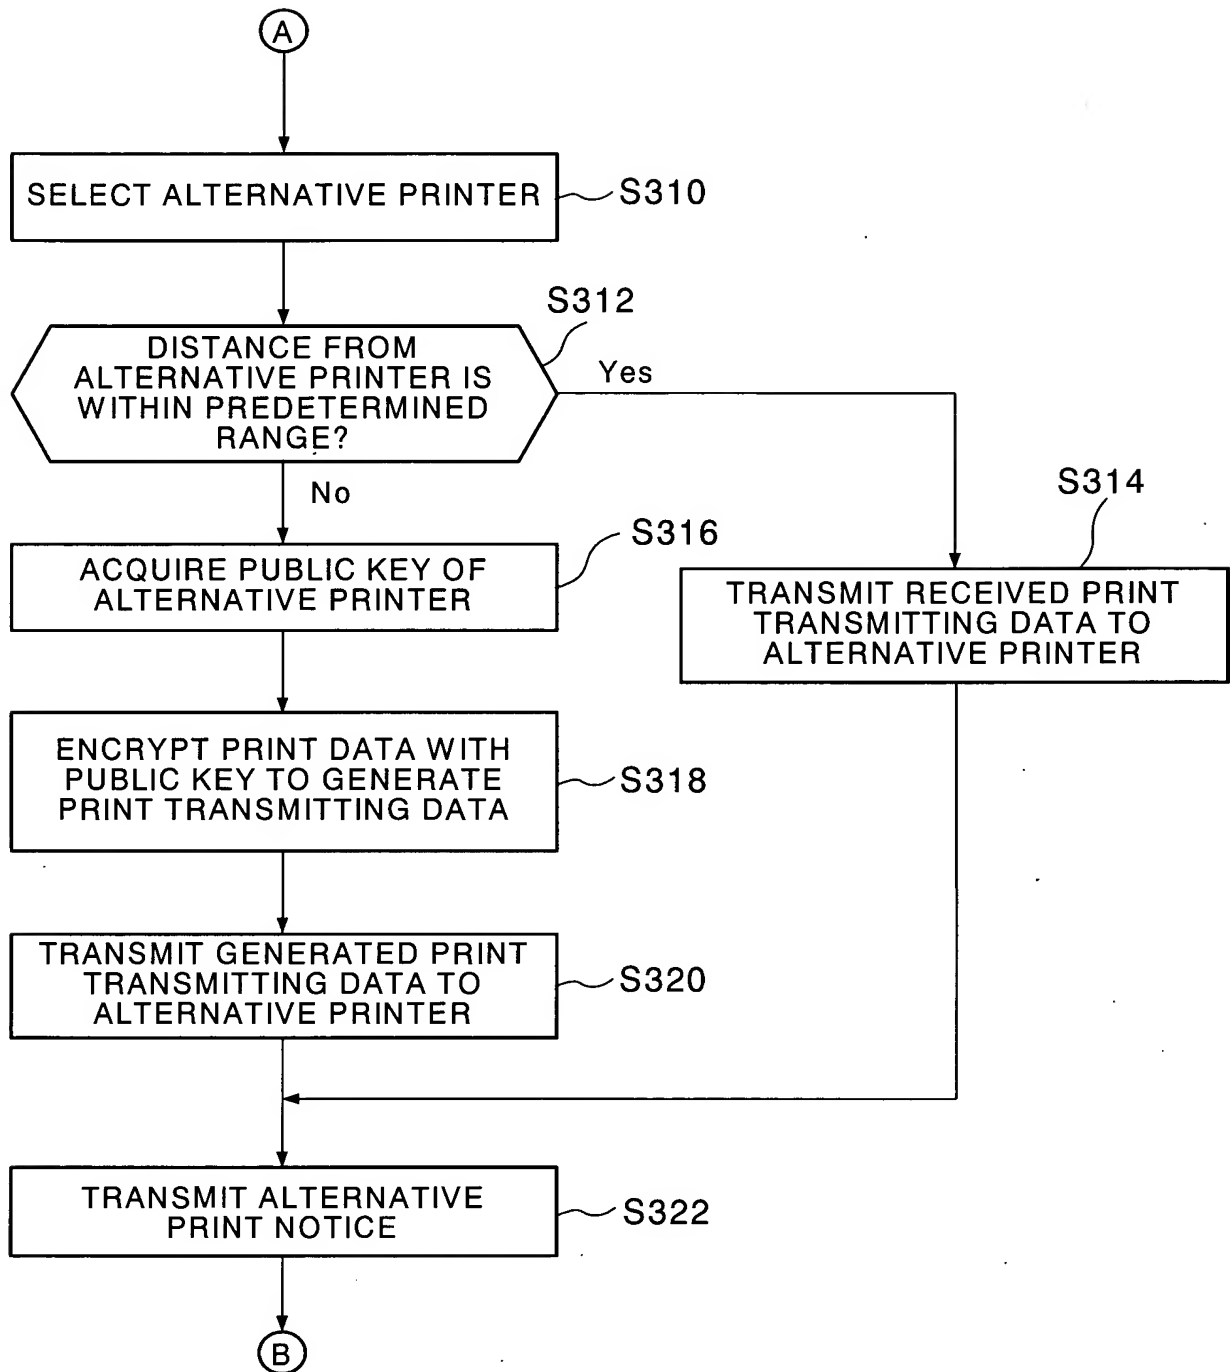 A
SELECT ALTERNATIVE PRINTER
S310
S312
DISTANCE FROM
ALTERNATIVE PRINTER IS
WITHIN PREDETERMINED
RANGE?
Yes
No
S314
S316
ACQUIRE PUBLIC KEY OF
ALTERNATIVE PRINTER
TRANSMIT RECEIVED PRINT
TRANSMITTING DATA TO
ALTERNATIVE PRINTER
ENCRYPT PRINT DATA WITH
PUBLIC KEY TO GENERATE
PRINT TRANSMITTING DATA
S318
TRANSMIT GENERATED PRINT
TRANSMITTING DATA TO
ALTERNATIVE PRINTER
S320
TRANSMIT ALTERNATIVE
PRINT NOTICE
S322
B